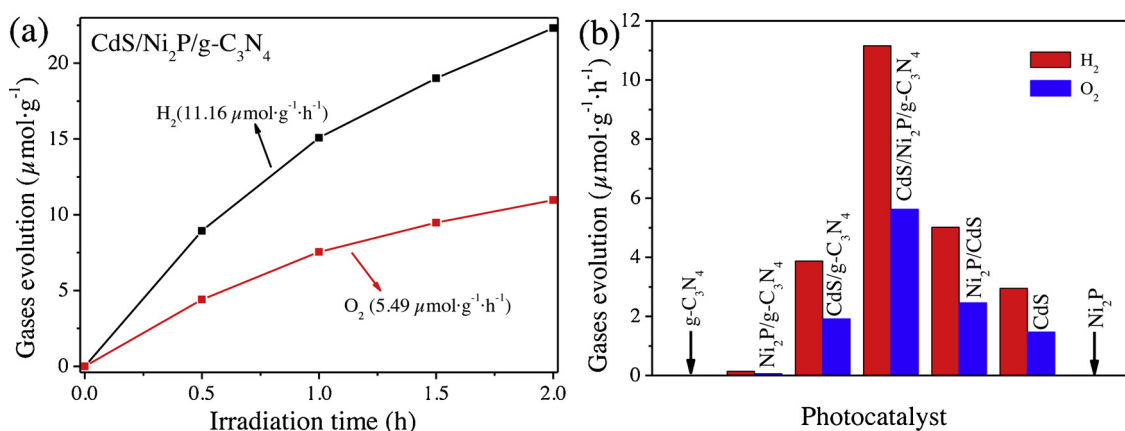 (a)
CdS/Ni₂P/g-C₃N₄
H₂(11.16 μmol·g⁻¹·h⁻¹)
O₂ (5.49 μmol·g⁻¹·h⁻¹)
Gases evolution (μmol·g⁻¹)
20
15
10
5
0
0.0 0.5 1.0 1.5 2.0
Irradiation time (h)
(b)
H₂
O₂
Gases evolution (μmol·g⁻¹·h⁻¹)
12
10
8
6
4
2
0
g-C₃N₄
Ni₂P/g-C₃N₄
CdS/g-C₃N₄
CdS/Ni₂P/g-C₃N₄
Ni₂P/CdS
CdS
Ni₂P
Photocatalyst